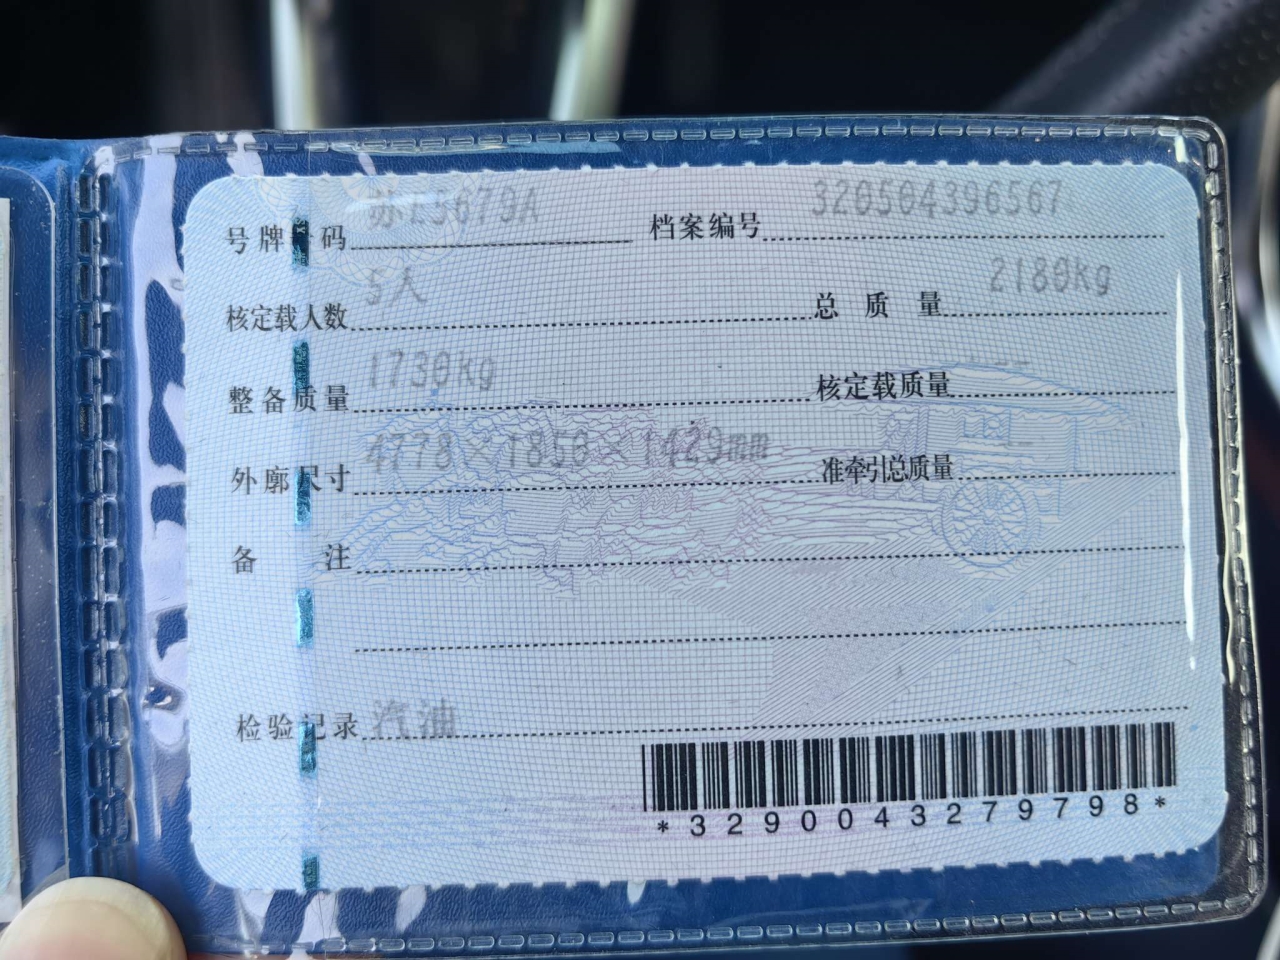 号牌号码 苏E5679A 档案编号 320504396567
核定载人数 5人 总质量 2180kg
整备质量 1730kg 核定载质量 --
外廓尺寸 4778×1850×1429mm 准牵引总质量 --
备注
检验记录 汽油
*3290043279798*